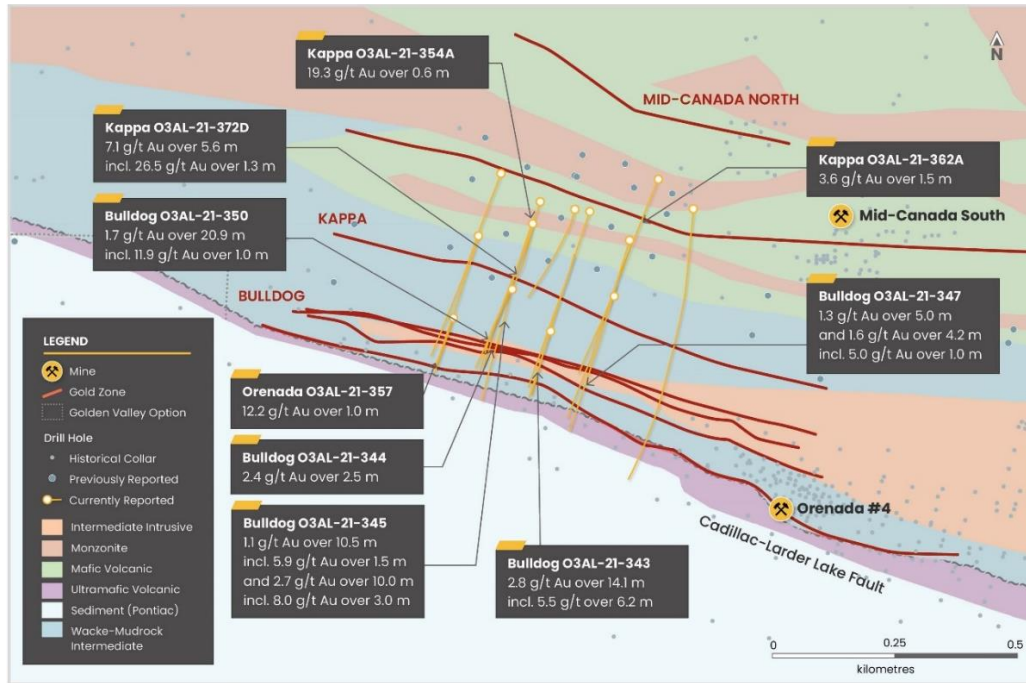 N
Kappa O3AL-21-354A
19.3 g/t Au over 0.6 m
MID-CANADA NORTH
Kappa O3AL-21-372D
7.1 g/t Au over 5.6 m
incl. 26.5 g/t Au over 1.3 m
Kappa O3AL-21-362A
3.6 g/t Au over 1.5 m
Mid-Canada South
Bulldog O3AL-21-350
1.7 g/t Au over 20.9 m
incl. 11.9 g/t Au over 1.0 m
KAPPA
BULLDOG
Bulldog O3AL-21-347
1.3 g/t Au over 5.0 m
and 1.6 g/t Au over 4.2 m
incl. 5.0 g/t Au over 1.0 m
LEGEND
Mine
Gold Zone
Golden Valley Option
Drill Hole
Historical Collar
Previously Reported
Currently Reported
Intermediate Intrusive
Monzonite
Mafic Volcanic
Ultramafic Volcanic
Sediment (Pontiac)
Wacke-Mudrock
Intermediate
Orenada O3AL-21-357
12.2 g/t Au over 1.0 m
Bulldog O3AL-21-344
2.4 g/t Au over 2.5 m
Bulldog O3AL-21-345
1.1 g/t Au over 10.5 m
incl. 5.9 g/t Au over 1.5 m
and 2.7 g/t Au over 10.0 m
incl. 8.0 g/t Au over 3.0 m
Bulldog O3AL-21-343
2.8 g/t Au over 14.1 m
incl. 5.5 g/t over 6.2 m
Orenada #4
Cadillac-Larder Lake Fault
0 0.25 0.5
kilometres